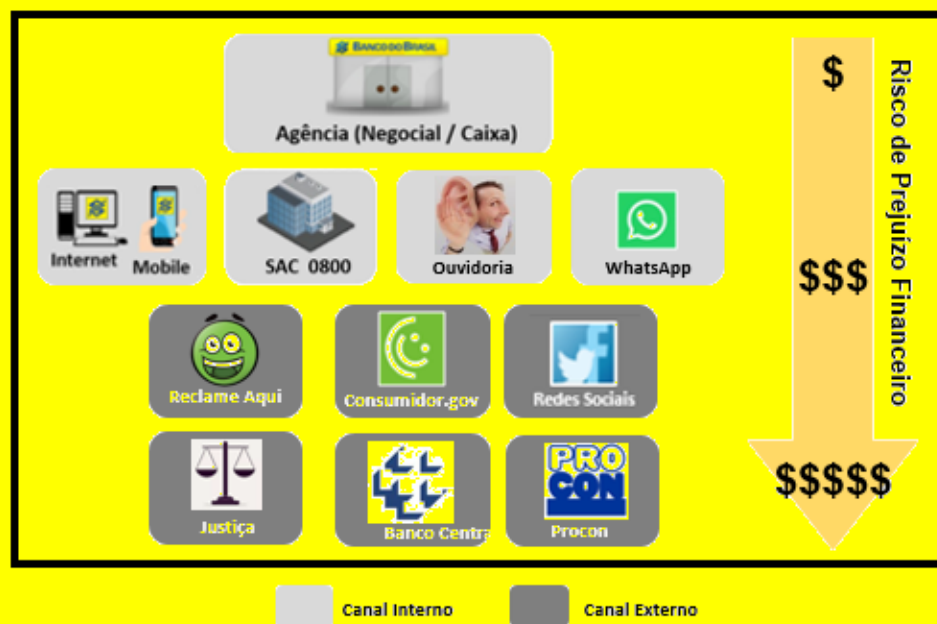 BANCO DO BRASIL
Agência (Negocial / Caixa)
Internet
Mobile
SAC 0800
Ouvidoria
WhatsApp
Reclame Aqui
Consumidor.gov
Redes Sociais
Justiça
Banco Centra
PRO
CON
Procon
$
$$$
$$$$$
Risco de Prejuízo Financeiro
Canal Interno
Canal Externo